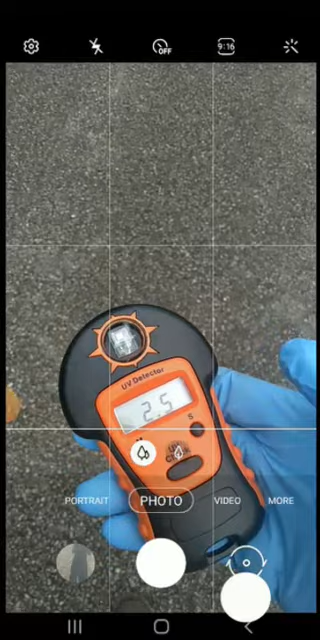 OFF
9:16
UV Detector
2.5
S
PORTRAIT
PHOTO
VIDEO
MORE